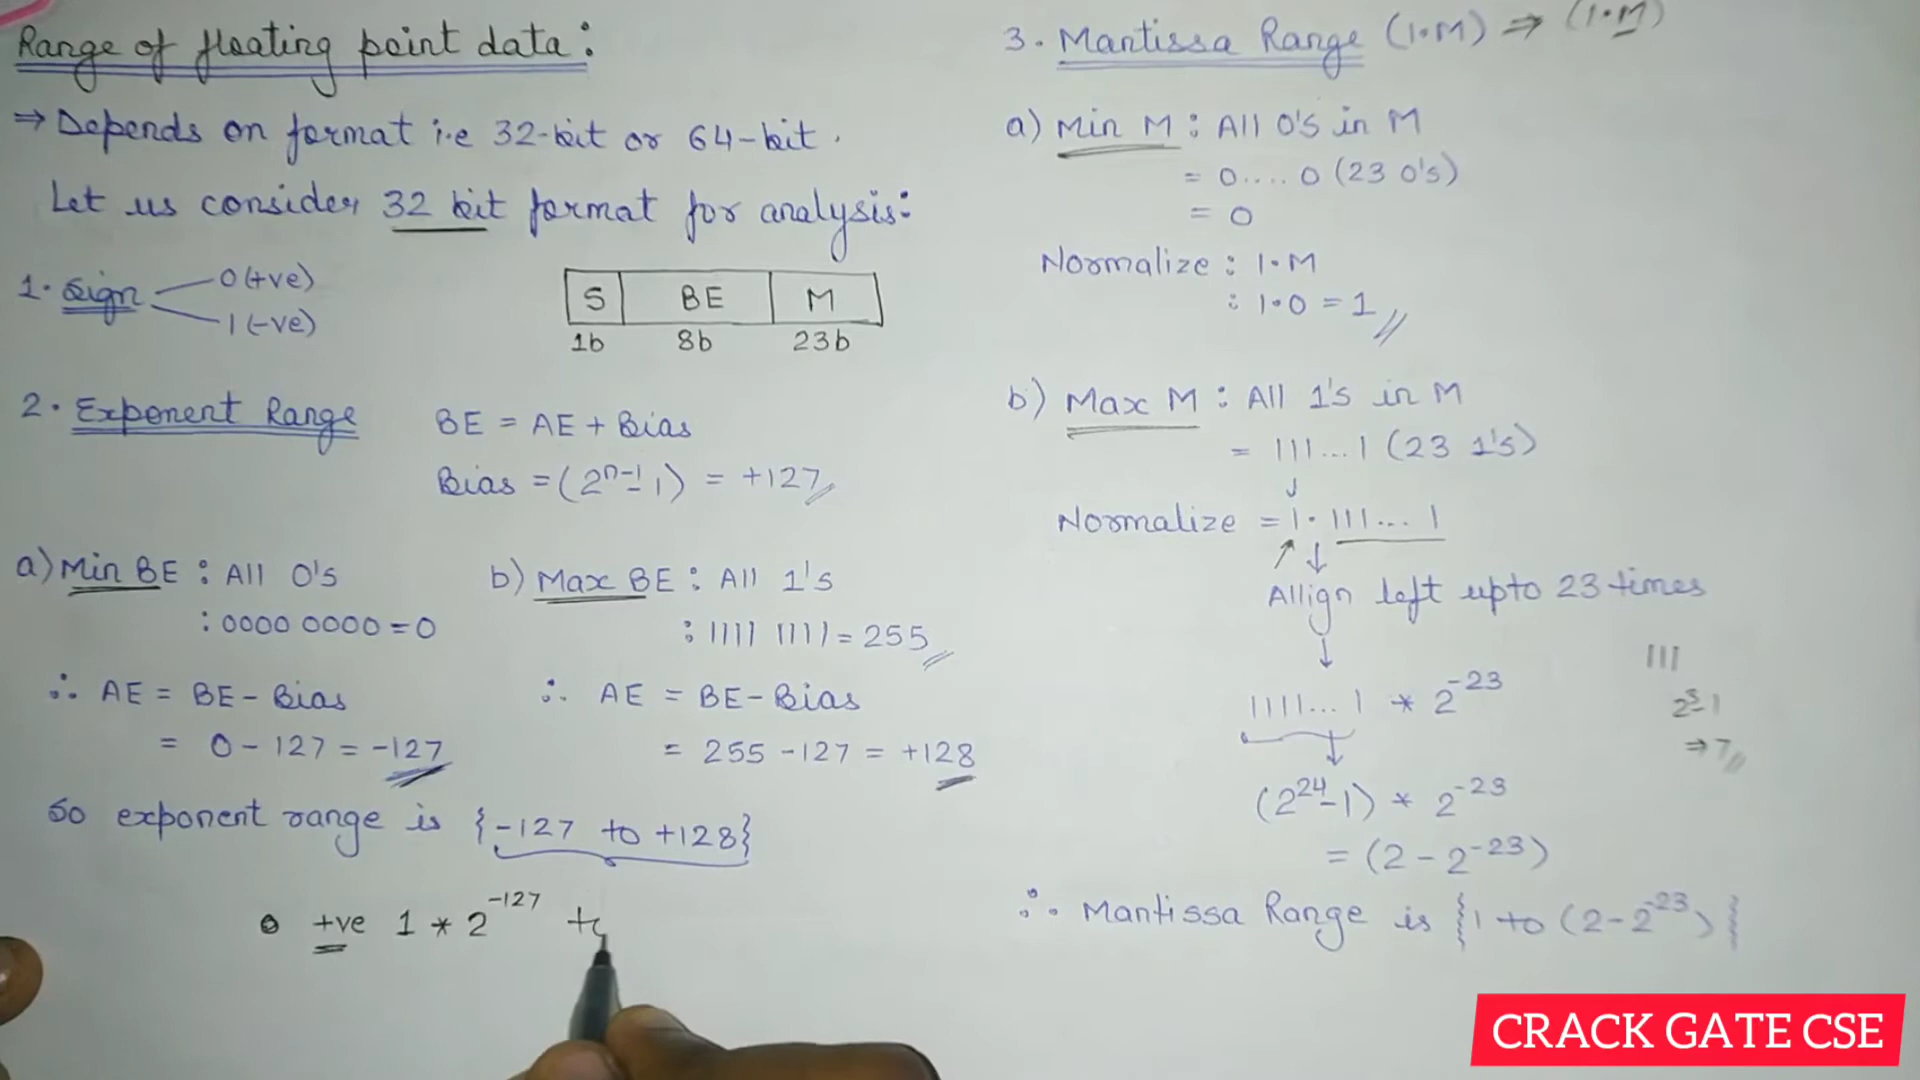 Range of floating point data:
⇒ Depends on format i.e 32-bit or 64-bit.
Let us consider 32 bit format for analysis:
1. Sign
0 (+ve)
1 (-ve)
S BE M
1b 8b 23b
2. Exponent Range
BE = AE + Bias
Bias = (2^{n-1} - 1) = +127
a) Min BE : All 0's
: 0000 0000 = 0
∴ AE = BE - Bias
= 0 - 127 = -127
b) Max BE : All 1's
: 1111 1111 = 255
∴ AE = BE - Bias
= 255 - 127 = +128
So exponent range is {-127 to +128}
+ve 1 * 2^{-127} to
3. Mantissa Range (1.M) ⇒ (1.M)
a) Min M : All 0's in M
= 0....0 (23 0's)
= 0
Normalize : 1.M
: 1.0 = 1
b) Max M : All 1's in M
= 111...1 (23 1's)
Normalize = 1.111...1
Allign left upto 23 times
1111...1 * 2^{-23}
(2^{24} - 1) * 2^{-23}
= (2 - 2^{-23})
∴ Mantissa Range is {1 to (2 - 2^{-23})}
111
2^3 - 1
⇒ 7
CRACK GATE CSE